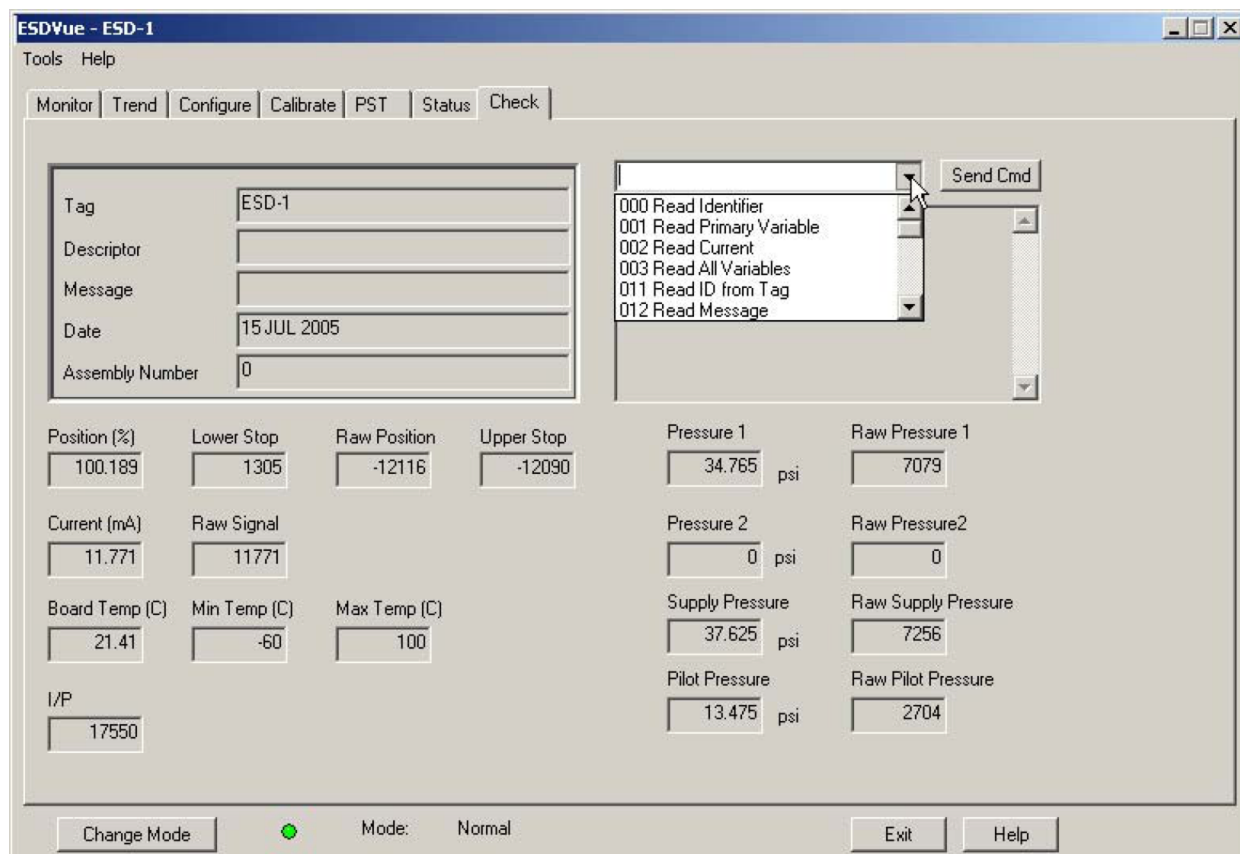 ESDVue - ESD-1
Tools Help
Monitor Trend Configure Calibrate PST Status Check
Tag ESD-1
Descriptor
Message
Date 15 JUL 2005
Assembly Number 0
Send Cmd
000 Read Identifier
001 Read Primary Variable
002 Read Current
003 Read All Variables
011 Read ID from Tag
012 Read Message
Position (%) Lower Stop Raw Position Upper Stop
100.189 1305 -12116 -12090
Current (mA) Raw Signal
11.771 11771
Board Temp (C) Min Temp (C) Max Temp (C)
21.41 -60 100
I/P
17550
Pressure 1 Raw Pressure 1
34.765 psi 7079
Pressure 2 Raw Pressure2
0 psi 0
Supply Pressure Raw Supply Pressure
37.625 psi 7256
Pilot Pressure Raw Pilot Pressure
13.475 psi 2704
Change Mode Mode: Normal Exit Help